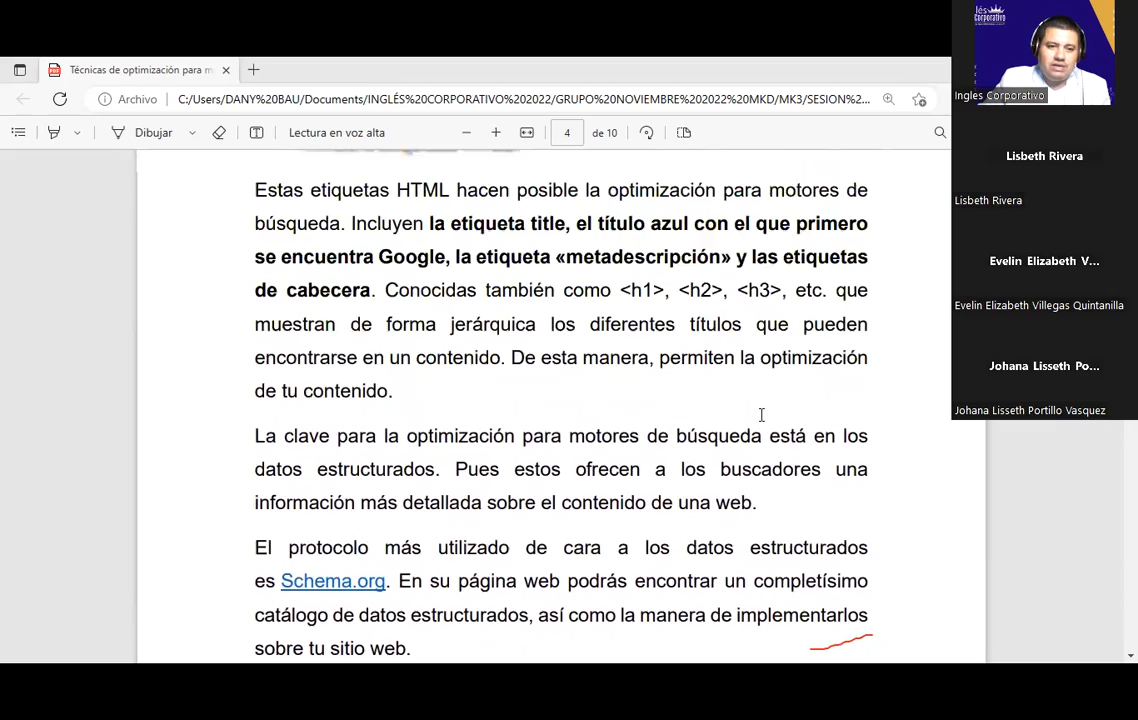 lés
Corporativo
Técnicas de optimización para m
Archivo
C:/Users/DANY%20BAU/Documents/INGLÉS%20CORPORATIVO%202022/GRUPO%20NOVIEMBRE%202022%20MKD/MK3/SESION%2...
Dibujar
Lectura en voz alta
4
de 10
Estas etiquetas HTML hacen posible la optimización para motores de
búsqueda. Incluyen la etiqueta title, el título azul con el que primero
se encuentra Google, la etiqueta «metadescripción» y las etiquetas
de cabecera. Conocidas también como <h1>, <h2>, <h3>, etc. que
muestran de forma jerárquica los diferentes títulos que pueden
encontrarse en un contenido. De esta manera, permiten la optimización
de tu contenido.
La clave para la optimización para motores de búsqueda está en los
datos estructurados. Pues estos ofrecen a los buscadores una
información más detallada sobre el contenido de una web.
El protocolo más utilizado de cara a los datos estructurados
es Schema.org. En su página web podrás encontrar un completísimo
catálogo de datos estructurados, así como la manera de implementarlos
sobre tu sitio web.
Ingles Corporativo
Lisbeth Rivera
Lisbeth Rivera
Evelin Elizabeth V...
Evelin Elizabeth Villegas Quintanilla
Johana Lisseth Po...
Johana Lisseth Portillo Vasquez